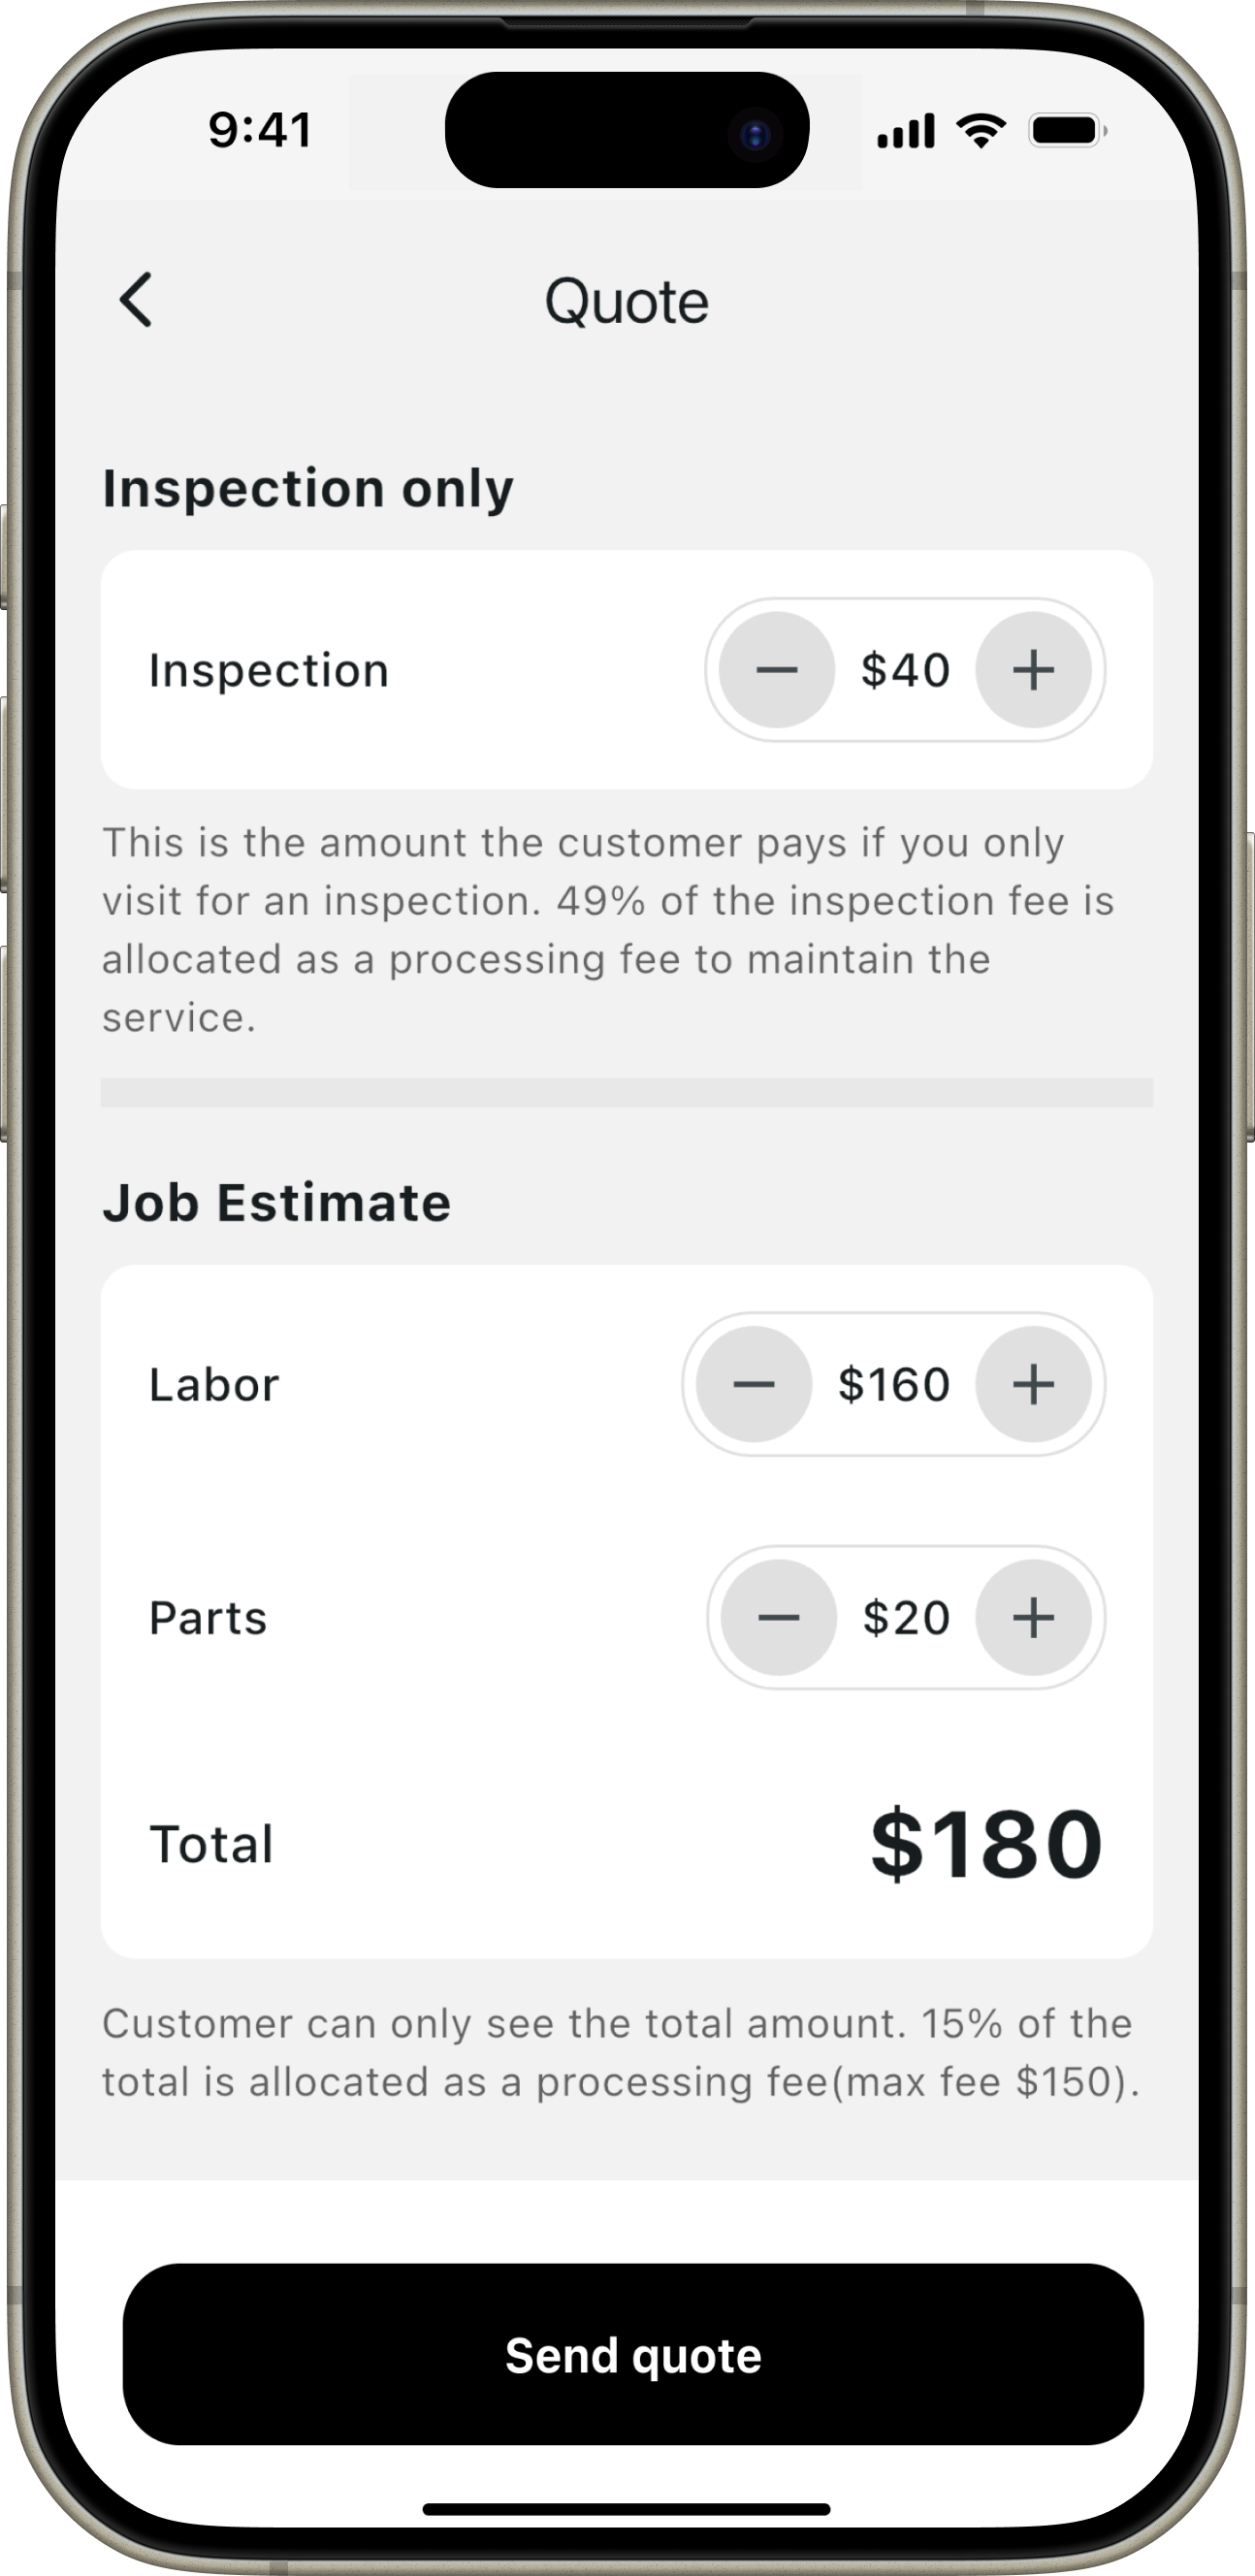 9:41
Quote
Inspection only
Inspection
$40
This is the amount the customer pays if you only
visit for an inspection. 49% of the inspection fee is
allocated as a processing fee to maintain the
service.
Job Estimate
Labor
$160
Parts
$20
Total
$180
Customer can only see the total amount. 15% of the
total is allocated as a processing fee(max fee $150).
Send quote